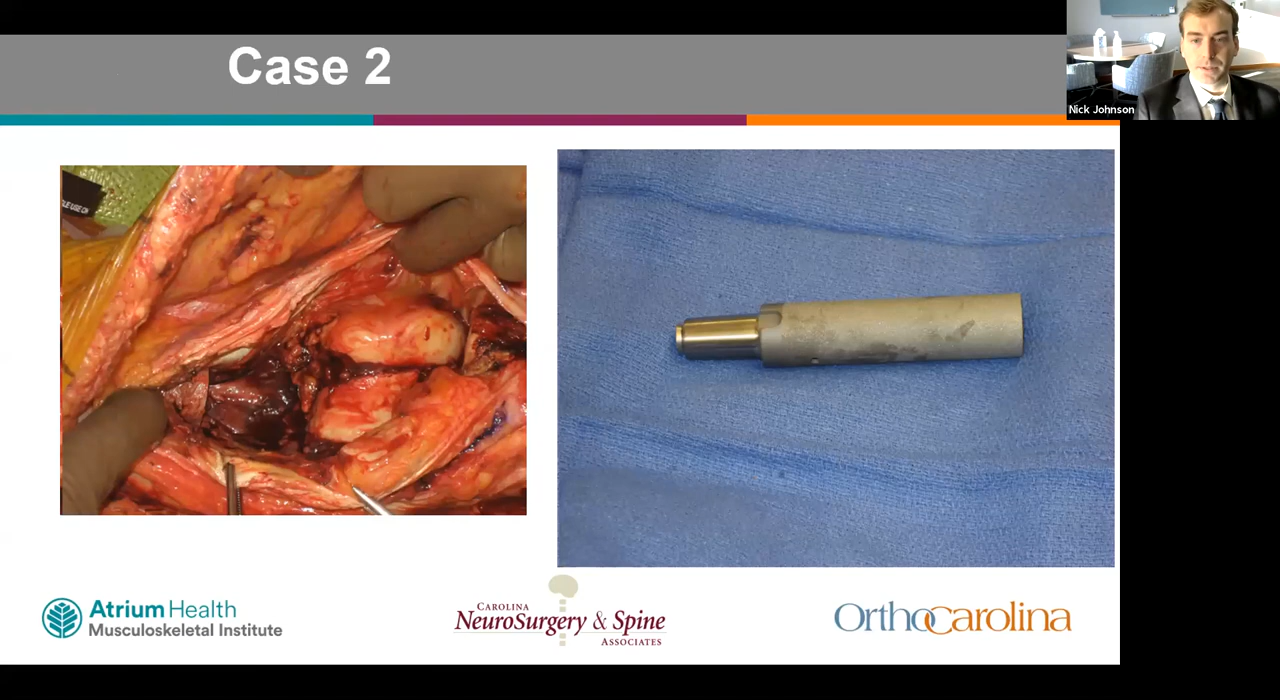 Case 2
Nick Johnson
Atrium Health
Musculoskeletal Institute
CAROLINA
NEUROSURGERY & SPINE
ASSOCIATES
OrthoCarolina